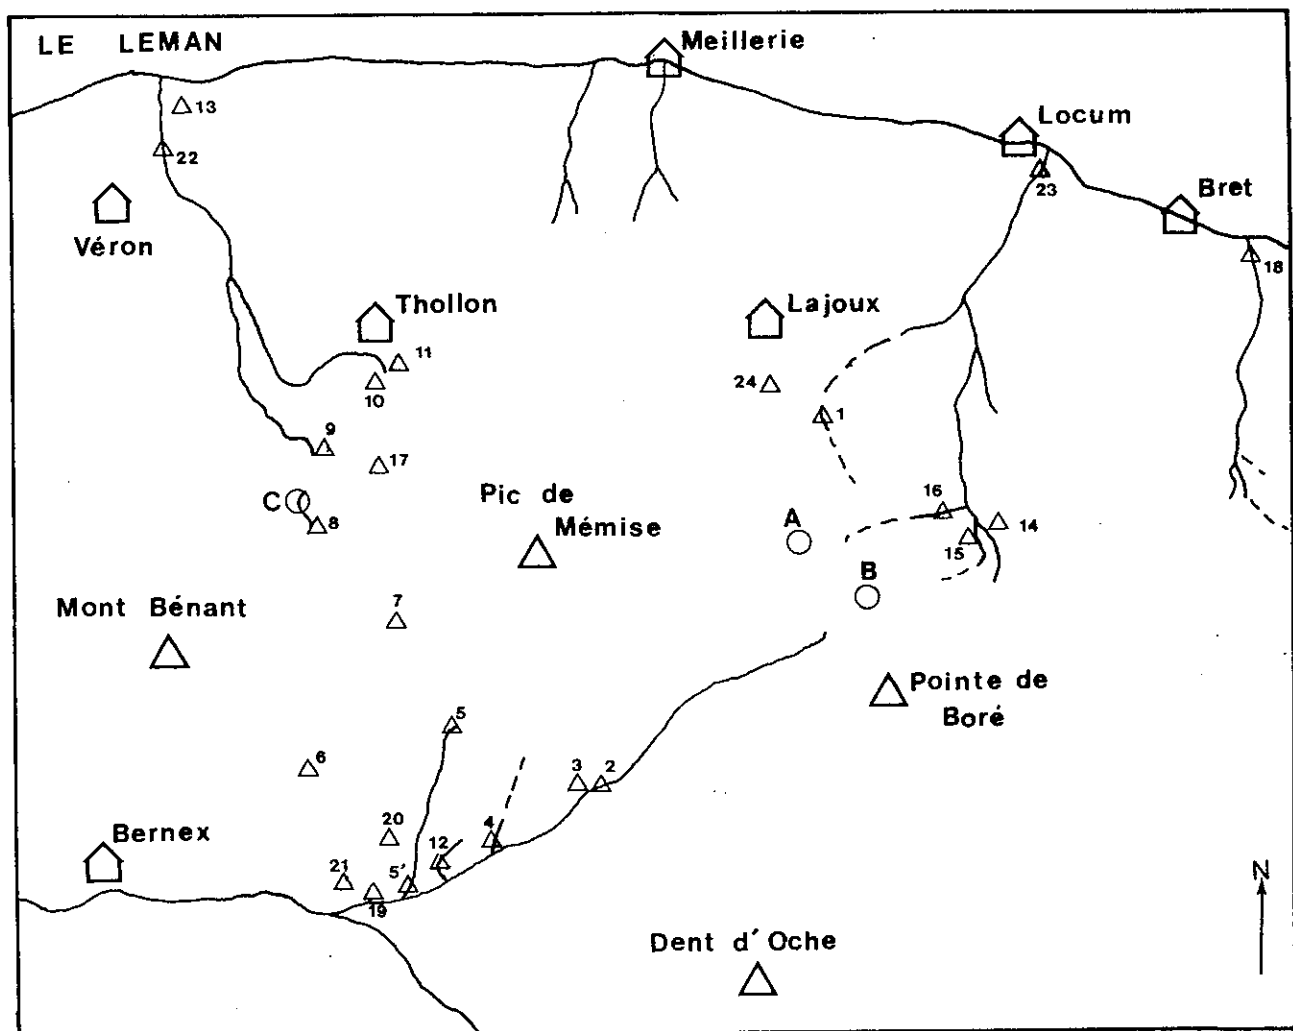 LE LEMAN
Meillerie
13
Locum
22
23
Bret
Véron
18
Thollon
Lajoux
11
10
24
1
9
17
C
8
Pic de
Mémise
16
A
14
15
B
7
Mont Bénant
Pointe de
Boré
5
6
3
2
Bernex
20
12
4
21
5'
19
N
Dent d'Oche